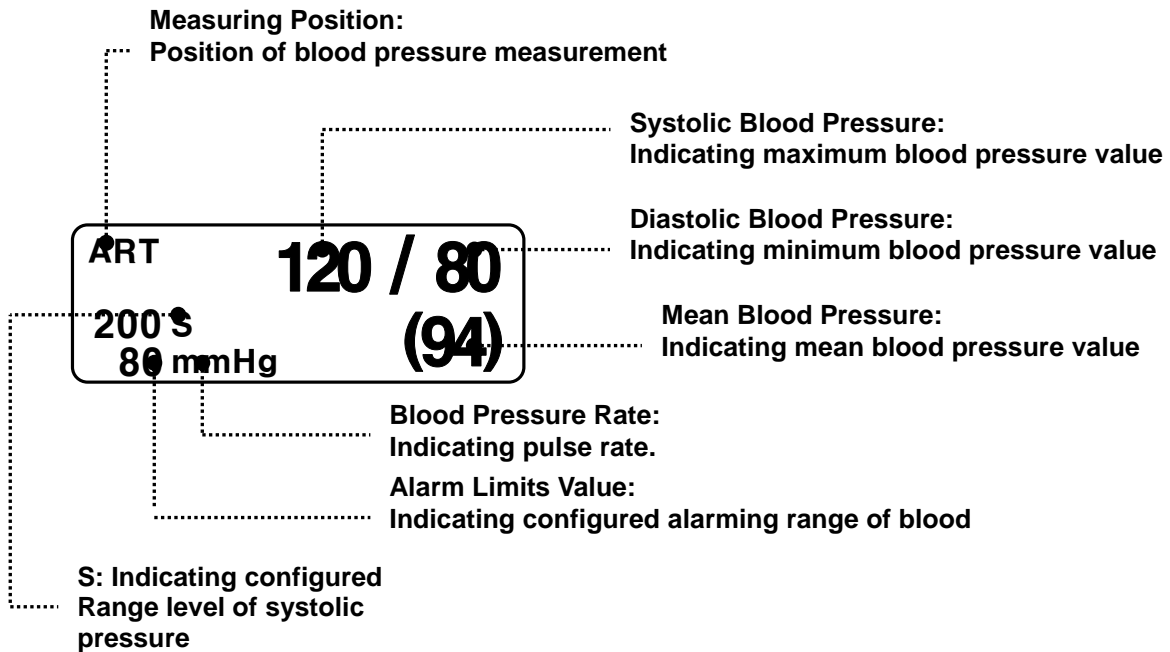 Measuring Position:
Position of blood pressure measurement
Systolic Blood Pressure:
Indicating maximum blood pressure value
Diastolic Blood Pressure:
Indicating minimum blood pressure value
ART
120 / 80
200 S
(94)
80 mmHg
Mean Blood Pressure:
Indicating mean blood pressure value
Blood Pressure Rate:
Indicating pulse rate.
Alarm Limits Value:
Indicating configured alarming range of blood
S: Indicating configured
Range level of systolic
pressure